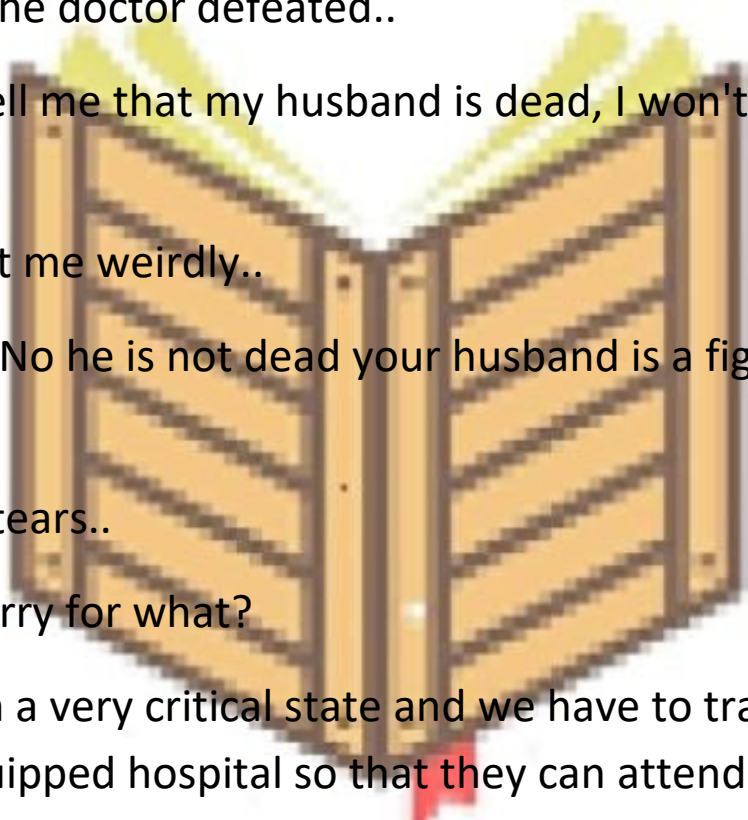 he doctor defeated..
ell me that my husband is dead, I won't
t me weirdly..
No he is not dead your husband is a fig
tears..
rry for what?
a very critical state and we have to tra
uipped hospital so that they can attend